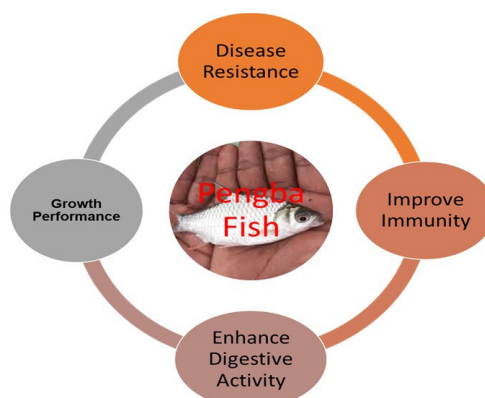 Disease
Resistance
Growth
Performance
Pengba
Fish
Improve
Immunity
Enhance
Digestive
Activity